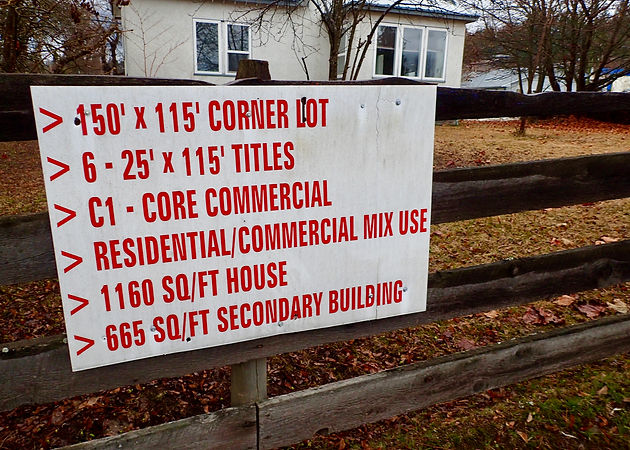 > 150' X 115' CORNER LOT
> 6 - 25' X 115' TITLES
> C1 - CORE COMMERCIAL
> RESIDENTIAL/COMMERCIAL MIX USE
> 1160 SQ/FT HOUSE
> 665 SQ/FT SECONDARY BUILDING